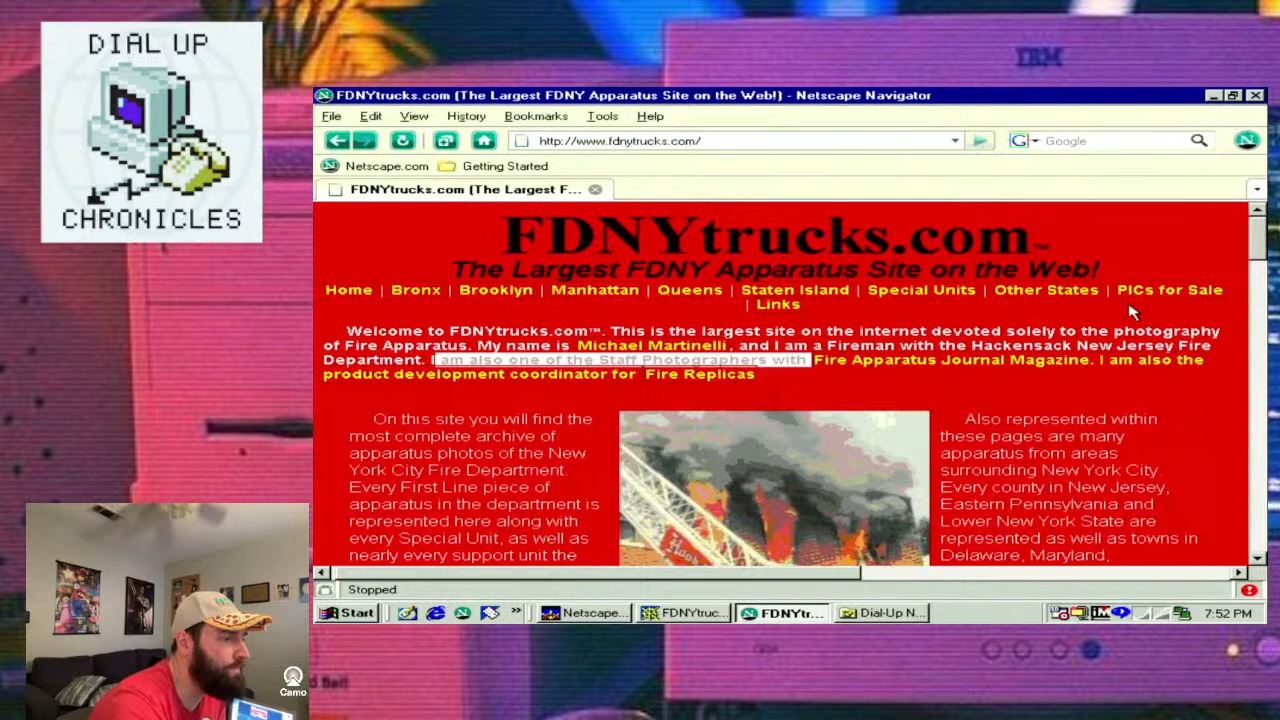 DIAL UP
CHRONICLES
IBM
FDNYtrucks.com (The Largest FDNY Apparatus Site on the Web!) - Netscape Navigator
File Edit View History Bookmarks Tools Help
http://www.fdnytrucks.com/
G Google
Netscape.com Getting Started
FDNYtrucks.com (The Largest F...
FDNYtrucks.com™
The Largest FDNY Apparatus Site on the Web!
Home | Bronx | Brooklyn | Manhattan | Queens | Staten Island | Special Units | Other States | PICs for Sale
| Links
Welcome to FDNYtrucks.com™. This is the largest site on the internet devoted solely to the photography
of Fire Apparatus. My name is Michael Martinelli, and I am a Fireman with the Hackensack New Jersey Fire
Department. I am also one of the Staff Photographers with Fire Apparatus Journal Magazine. I am also the
product development coordinator for Fire Replicas
On this site you will find the
most complete archive of
apparatus photos of the New
York City Fire Department.
Every First Line piece of
apparatus in the department is
represented here along with
every Special Unit, as well as
nearly every support unit the
Also represented within
these pages are many
apparatus from areas
surrounding New York City.
Every county in New Jersey,
Eastern Pennsylvania and
Lower New York State are
represented as well as towns in
Delaware, Maryland,
Stopped
Start
Netscape...
FDNYtruc...
FDNYtr...
Dial-Up N...
7:52 PM
Camo